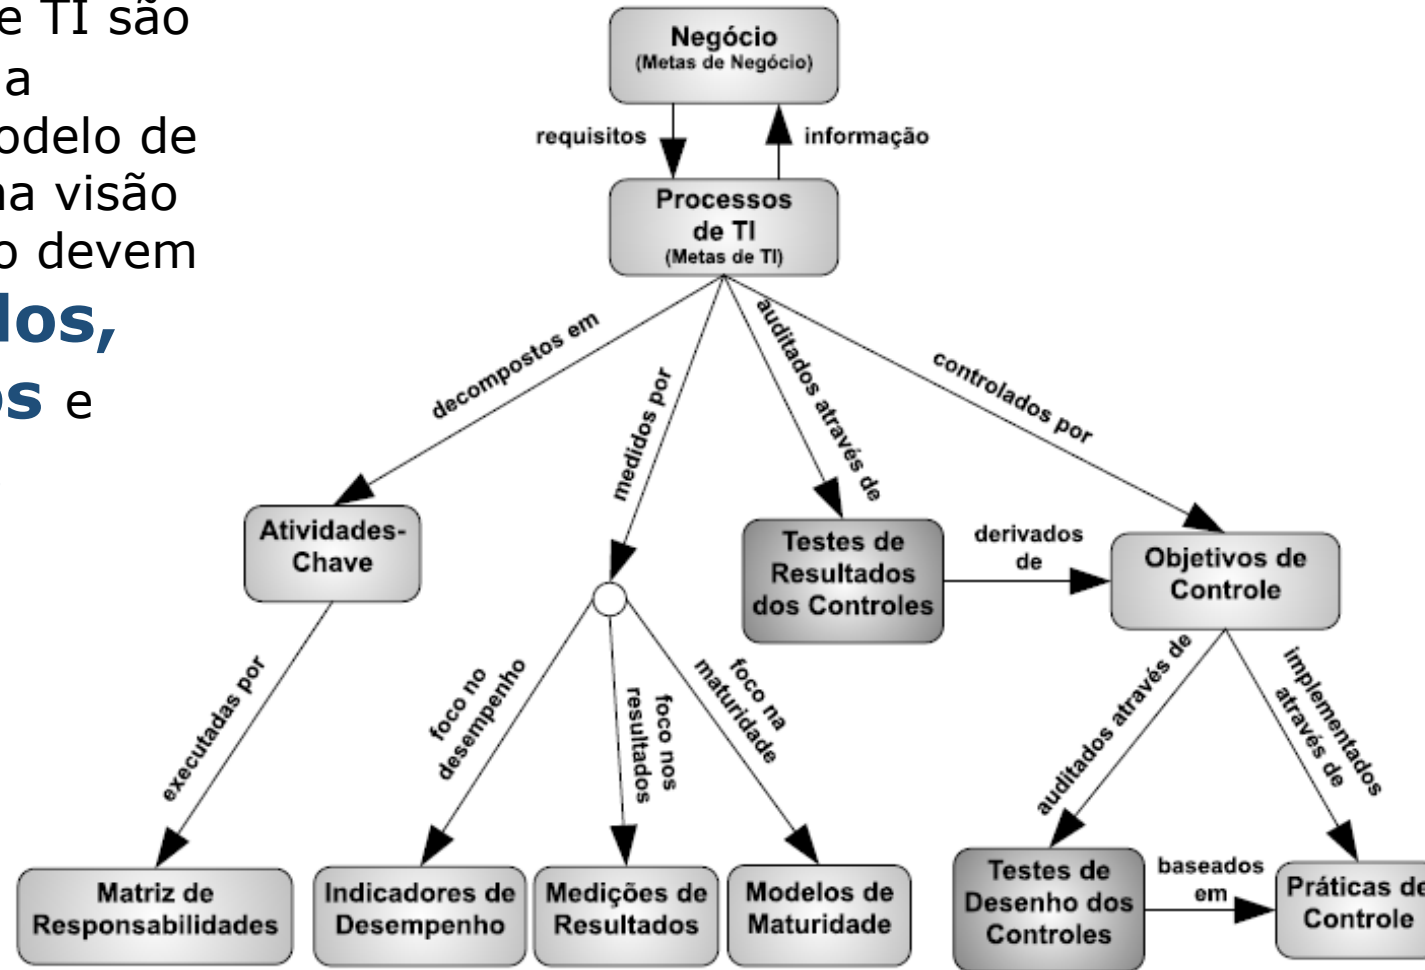 e TI são
a
odelo de
na visão
o devem
los,
os e
Negócio
(Metas de Negócio)
requisitos
informação
Processos
de TI
(Metas de TI)
decompostos em
medidos por
auditados através de
controlados por
Atividades-
Chave
Testes de
Resultados
dos Controles
derivados
de
Objetivos de
Controle
executadas por
foco no
desempenho
foco nos
resultados
foco na
maturidade
auditados através de
implementados
através de
Matriz de
Responsabilidades
Indicadores de
Desempenho
Medições de
Resultados
Modelos de
Maturidade
Testes de
Desenho dos
Controles
baseados
em
Práticas de
Controle